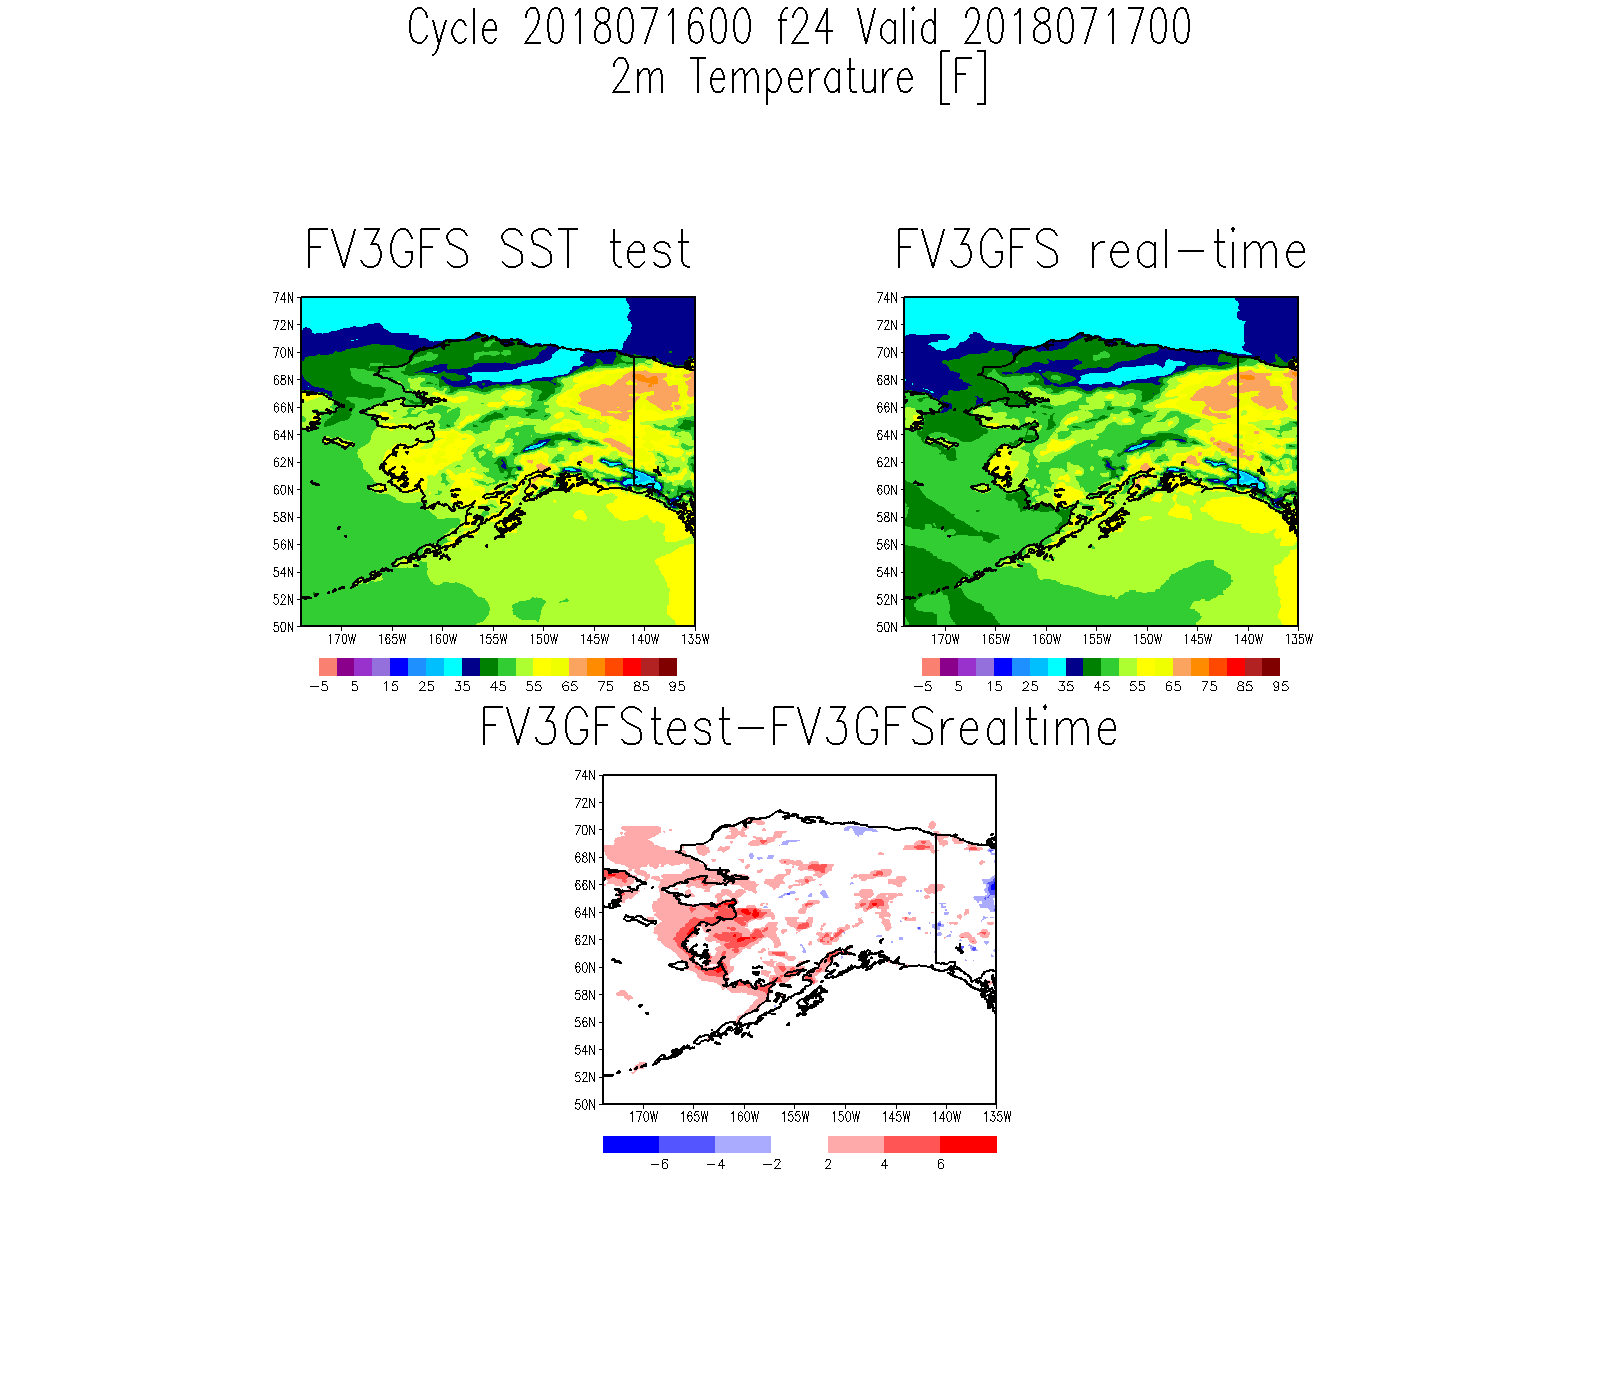 Cycle 2018071600 f24 Valid 2018071700
2m Temperature [F]
FV3GFS SST test
74N
72N
70N
68N
66N
64N
62N
60N
58N
56N
54N
52N
50N
170W 165W 160W 155W 150W 145W 140W 135W
-5 5 15 25 35 45 55 65 75 85 95
FV3GFS real-time
74N
72N
70N
68N
66N
64N
62N
60N
58N
56N
54N
52N
50N
170W 165W 160W 155W 150W 145W 140W 135W
-5 5 15 25 35 45 55 65 75 85 95
FV3GFStest-FV3GFSrealtime
74N
72N
70N
68N
66N
64N
62N
60N
58N
56N
54N
52N
50N
170W 165W 160W 155W 150W 145W 140W 135W
-6 -4 -2 2 4 6